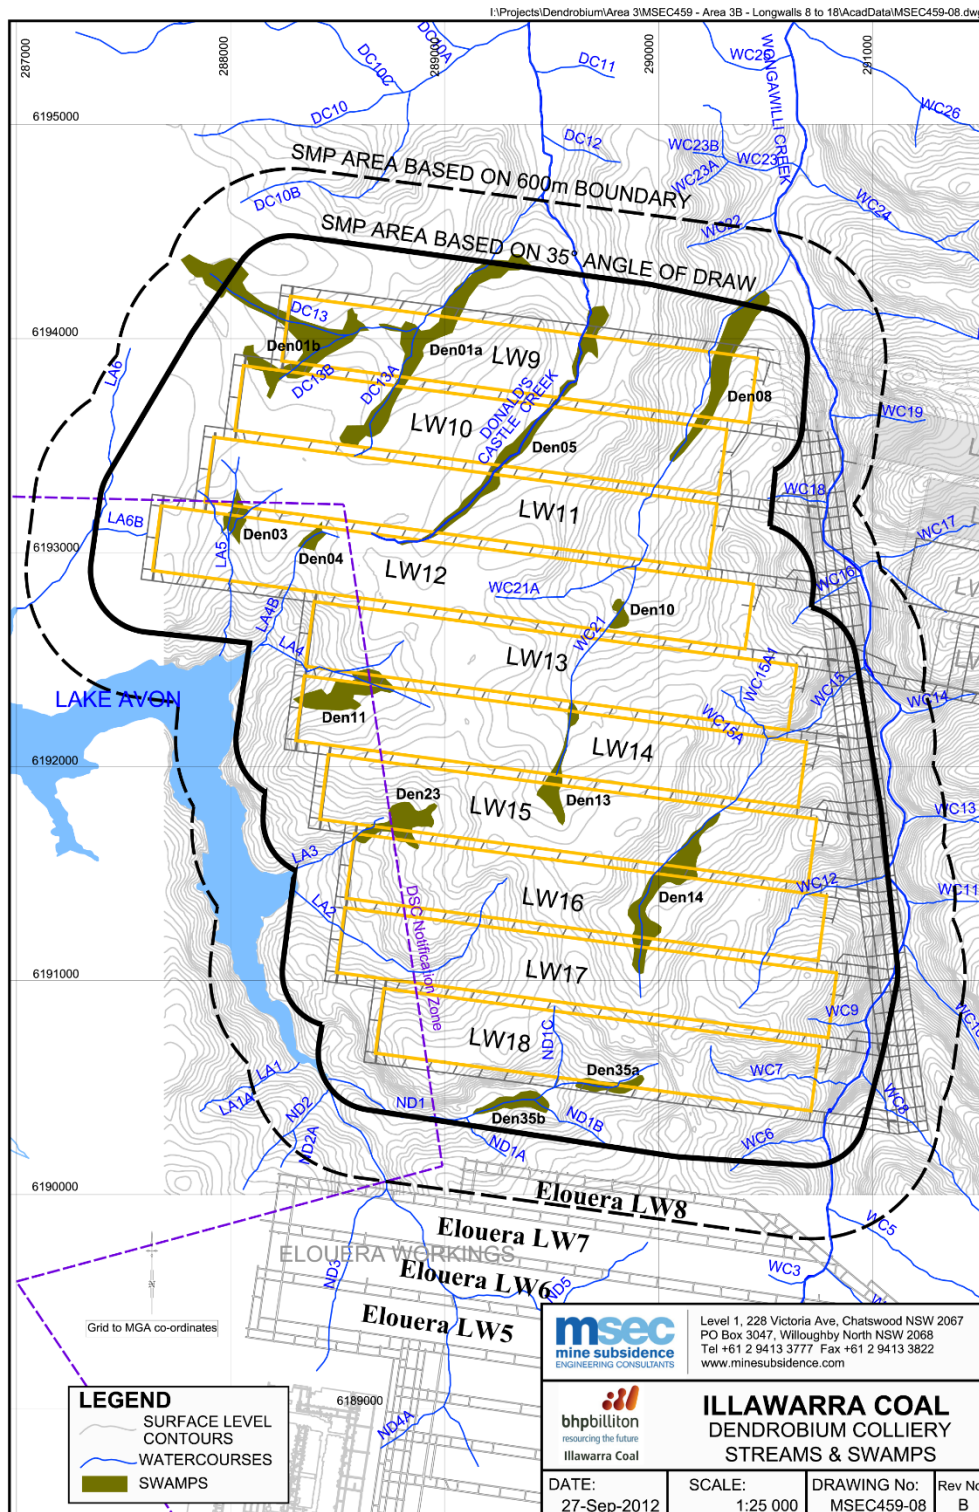 I:\Projects\Dendrobium\Area 3\MSEC459 - Area 3B - Longwalls 8 to 18\AcadData\MSEC459-08.dwg
287000
288000
289000
290000
291000
DC10A
DC10C
DC11
DC10
DC12
WC25
WC26
WONGAWILLI CREEK
6195000
WC23B
WC23
WC23A
WC24
SMP AREA BASED ON 600m BOUNDARY
DC10B
WC22
SMP AREA BASED ON 35° ANGLE OF DRAW
DC13
6194000
Den01b
Den01a
LW9
DC13B
DC13A
LA6
Den08
LW10
DONALD'S
CASTLE CREEK
WC19
Den05
WC18
LW11
LA6B
Den03
WC17
6193000
LA5
Den04
LW12
WC16
WC21A
LA4B
Den10
WC21
LA4
LW13
WC15A1
WC15
LAKE AVON
WC14
Den11
WC15A
LW14
6192000
Den23
LW15
Den13
WC13
LA3
WC12
WC11
LW16
Den14
LA2
DSC Notification Zone
LW17
6191000
WC9
WC10
LW18
ND1C
Den35a
WC7
LA1
LA1A
ND2
ND1
Den35b
ND1B
WC8
ND2A
ND1A
WC6
6190000
Elouera LW8
WC5
Elouera LW7
ELOUERA WORKINGS
ND3
Elouera LW6
WC3
ND5
N
Elouera LW5
Grid to MGA co-ordinates
6189000
ND4A
LEGEND
SURFACE LEVEL
CONTOURS
WATERCOURSES
SWAMPS
msec
mine subsidence
ENGINEERING CONSULTANTS
Level 1, 228 Victoria Ave, Chatswood NSW 2067
PO Box 3047, Willoughby North NSW 2068
Tel +61 2 9413 3777 Fax +61 2 9413 3822
www.minesubsidence.com
bhpbilliton
resourcing the future
Illawarra Coal
ILLAWARRA COAL
DENDROBIUM COLLIERY
STREAMS & SWAMPS
DATE:
27-Sep-2012
SCALE:
1:25 000
DRAWING No:
MSEC459-08
Rev No
B